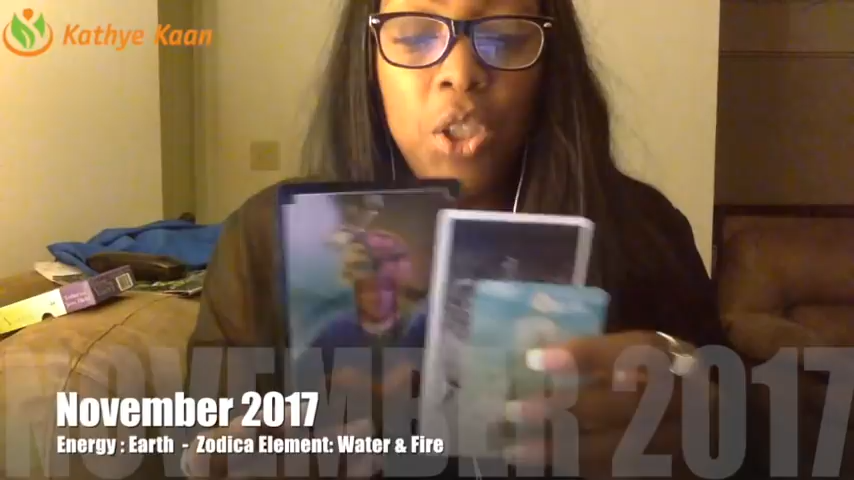 Kathye Kaan
NOVEMBER 2017
November 2017
Energy : Earth - Zodica Element: Water & Fire